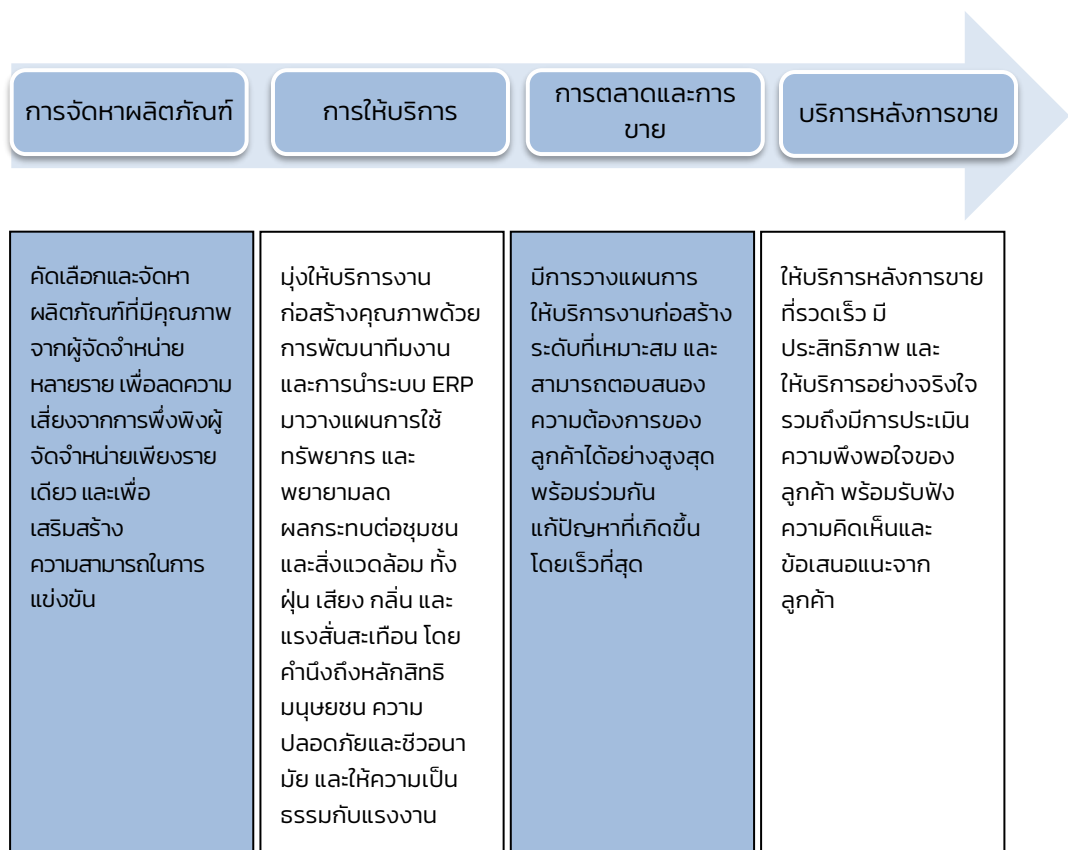 การจัดหาผลิตภัณฑ์
การให้บริการ
การตลาดและการ
ขาย
บริการหลังการขาย
คัดเลือกและจัดหา
ผลิตภัณฑ์ที่มีคุณภาพ
จากผู้จัดจำหน่าย
หลายราย เพื่อลดความ
เสี่ยงจากการพึ่งพิงผู้
จัดจำหน่ายเพียงราย
เดียว และเพื่อ
เสริมสร้าง
ความสามารถในการ
แข่งขัน
มุ่งให้บริการงาน
ก่อสร้างคุณภาพด้วย
การพัฒนาทีมงาน
และการนำระบบ ERP
มาวางแผนการใช้
ทรัพยากร และ
พยายามลด
ผลกระทบต่อชุมชน
และสิ่งแวดล้อม ทั้ง
ฝุ่น เสียง กลิ่น และ
แรงสั่นสะเทือน โดย
คำนึงถึงหลักสิทธิ
มนุษยชน ความ
ปลอดภัยและชีวอนา
มัย และให้ความเป็น
ธรรมกับแรงงาน
มีการวางแผนการ
ให้บริการงานก่อสร้าง
ระดับที่เหมาะสม และ
สามารถตอบสนอง
ความต้องการของ
ลูกค้าได้อย่างสูงสุด
พร้อมร่วมกัน
แก้ปัญหาที่เกิดขึ้น
โดยเร็วที่สุด
ให้บริการหลังการขาย
ที่รวดเร็ว มี
ประสิทธิภาพ และ
ให้บริการอย่างจริงใจ
รวมถึงมีการประเมิน
ความพึงพอใจของ
ลูกค้า พร้อมรับฟัง
ความคิดเห็นและ
ข้อเสนอแนะจาก
ลูกค้า